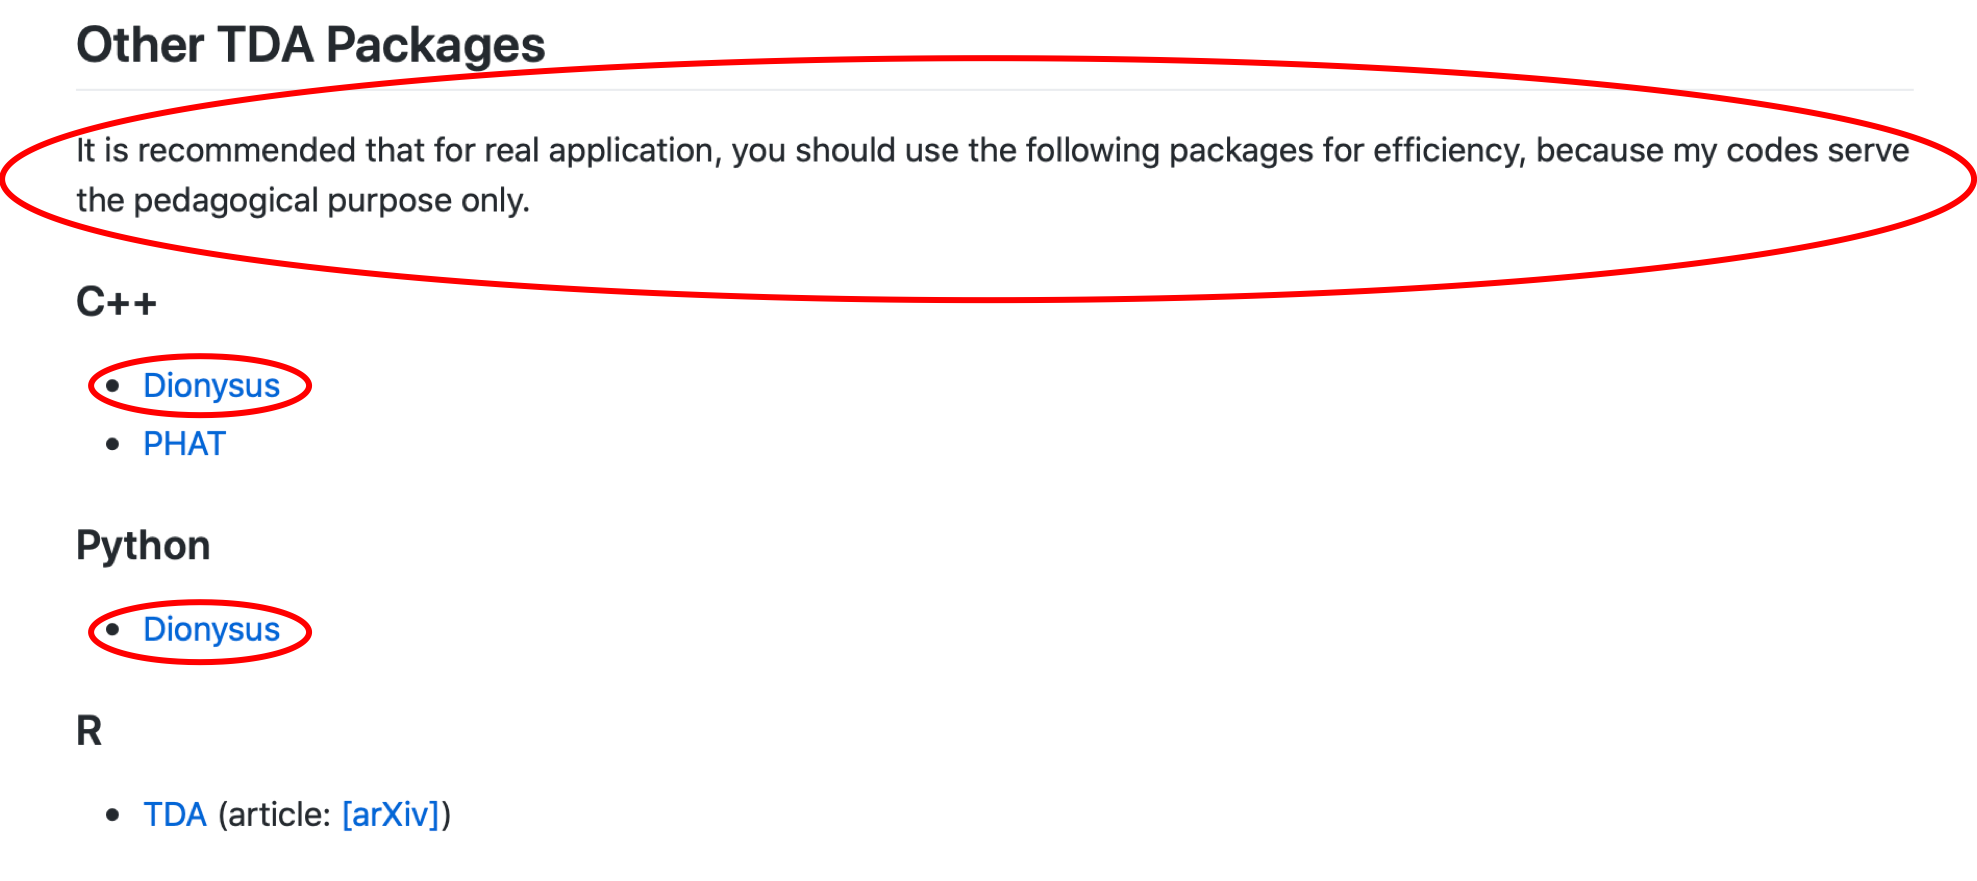 Other TDA Packages
It is recommended that for real application, you should use the following packages for efficiency, because my codes serve
the pedagogical purpose only.
C++
• Dionysus
• PHAT
Python
• Dionysus
R
• TDA (article: [arXiv])